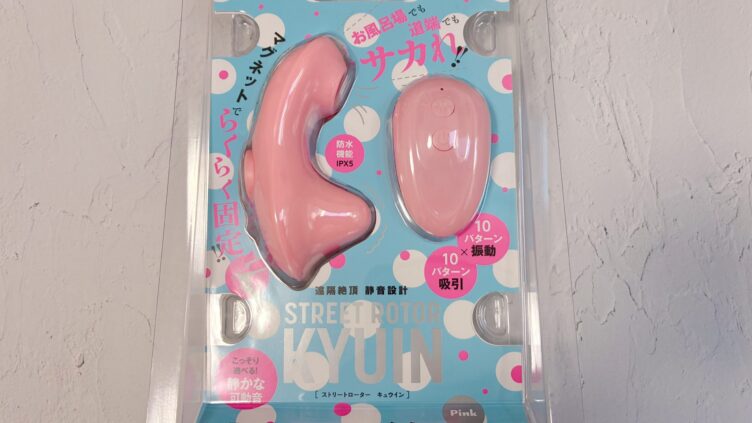 お風呂場でも
道端でも
サカれ!!
マグネットで
らくらく固定!!
防水
機能
IPX5
10
パターン
×振動
10
パターン
吸引
遠隔絶頂 静音設計
STREET ROTOR
KYUIN
[ ストリートローター キュウイン ]
こっそり
遊べる!
静かな
可動音
Pink